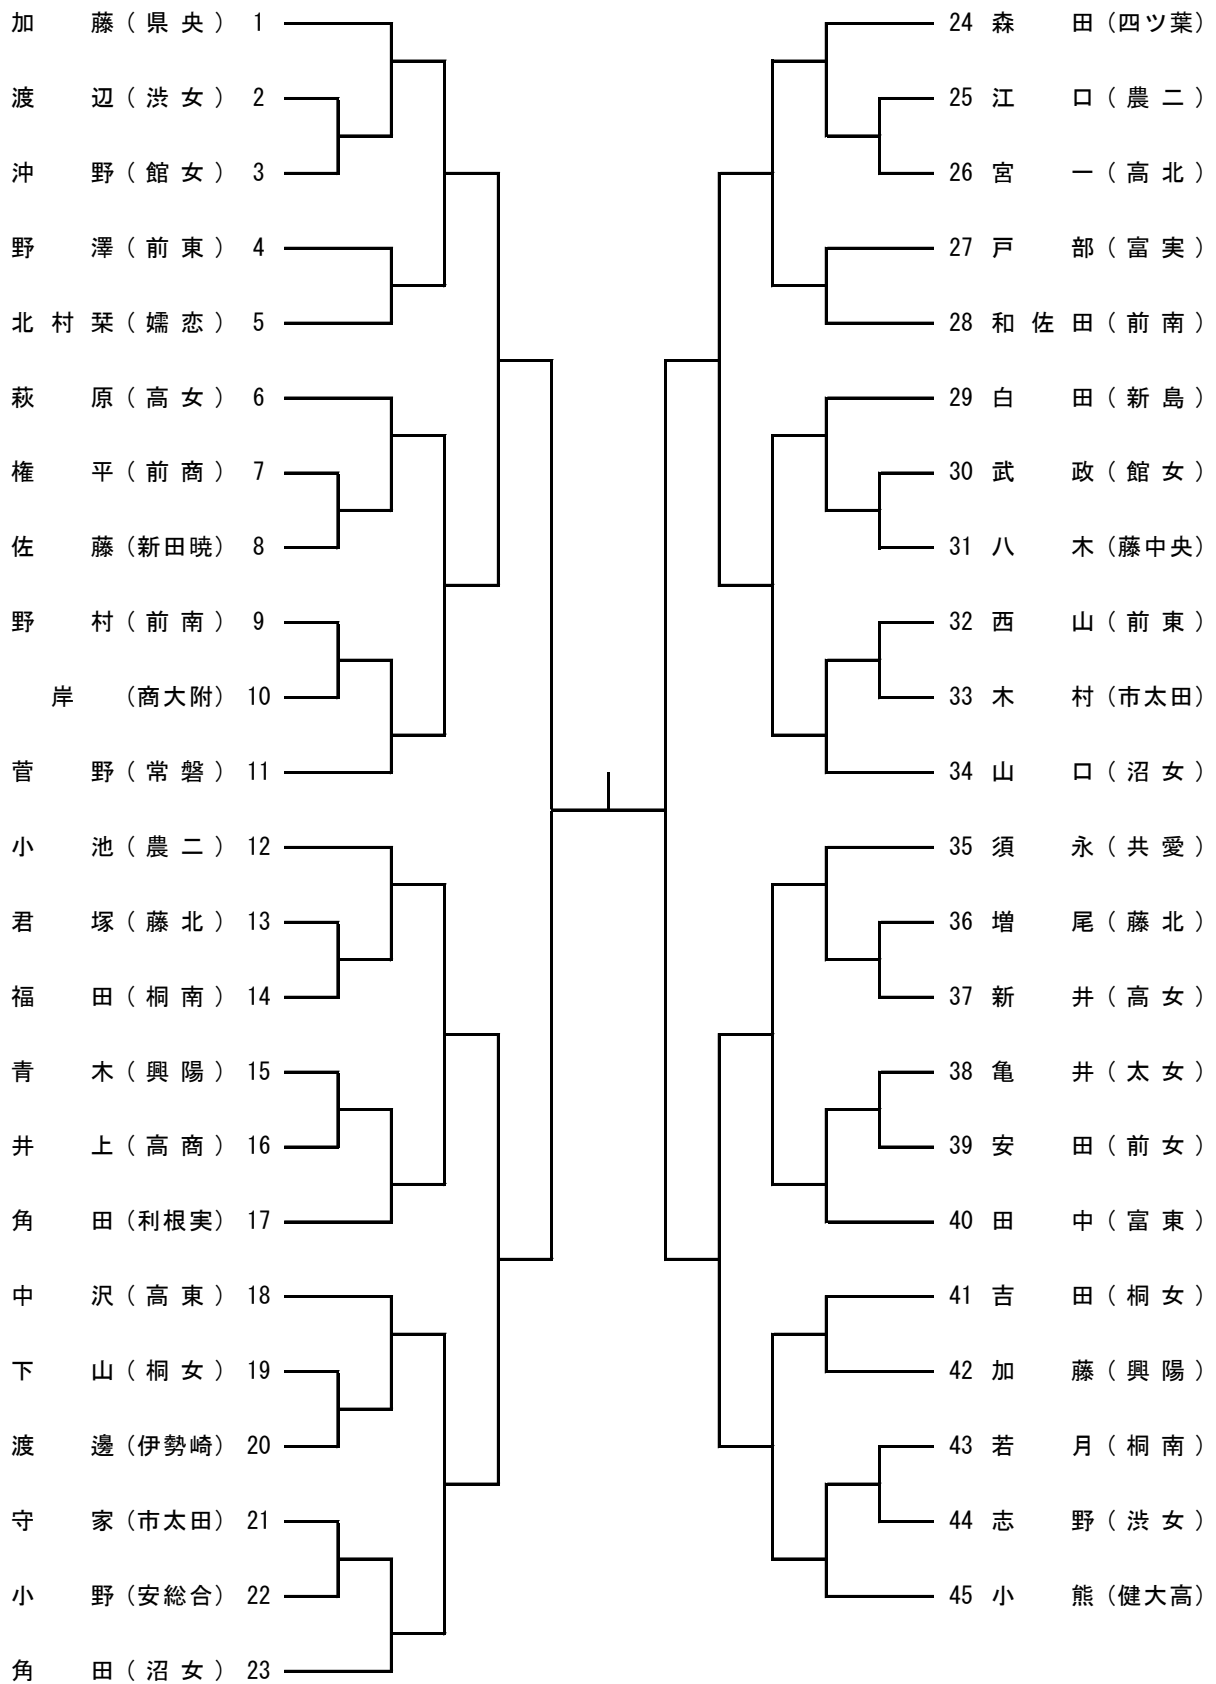 加藤（県央） 1
渡辺（渋女） 2
沖野（館女） 3
野澤（前東） 4
北村栞（嬬恋） 5
萩原（高女） 6
権平（前商） 7
佐藤（新田暁） 8
野村（前南） 9
岸（商大附） 10
菅野（常磐） 11
小池（農二） 12
君塚（藤北） 13
福田（桐南） 14
青木（興陽） 15
井上（高商） 16
角田（利根実） 17
中沢（高東） 18
下山（桐女） 19
渡邊（伊勢崎） 20
守家（市太田） 21
小野（安総合） 22
角田（沼女） 23
24 森田（四ツ葉）
25 江口（農二）
26 宮一（高北）
27 戸部（富実）
28 和佐田（前南）
29 白田（新島）
30 武政（館女）
31 八木（藤中央）
32 西山（前東）
33 木村（市太田）
34 山口（沼女）
35 須永（共愛）
36 増尾（藤北）
37 新井（高女）
38 亀井（太女）
39 安田（前女）
40 田中（富東）
41 吉田（桐女）
42 加藤（興陽）
43 若月（桐南）
44 志野（渋女）
45 小熊（健大高）